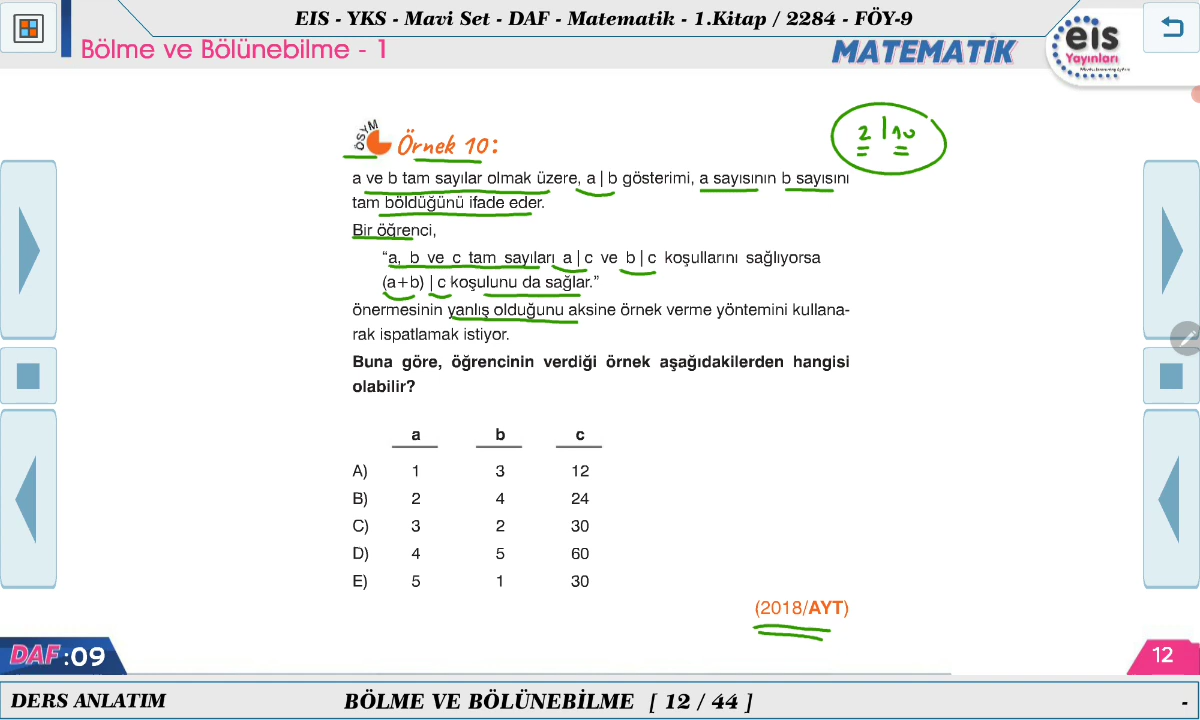 EIS - YKS - Mavi Set - DAF - Matematik - 1.Kitap / 2284 - FÖY-9
Bölme ve Bölünebilme - 1
MATEMATİK
eis
Yayınları
ÖSYM
Örnek 10:
2 | 10
a ve b tam sayılar olmak üzere, a | b gösterimi, a sayısının b sayısını
tam böldüğünü ifade eder.
Bir öğrenci,
“a, b ve c tam sayıları a | c ve b | c koşullarını sağlıyorsa
(a+b) | c koşulunu da sağlar.”
önermesinin yanlış olduğunu aksine örnek verme yöntemini kullana-
rak ispatlamak istiyor.
Buna göre, öğrencinin verdiği örnek aşağıdakilerden hangisi
olabilir?
a b c
A) 1 3 12
B) 2 4 24
C) 3 2 30
D) 4 5 60
E) 5 1 30
(2018/AYT)
DAF :09
12
DERS ANLATIM
BÖLME VE BÖLÜNEBİLME [ 12 / 44 ]
-